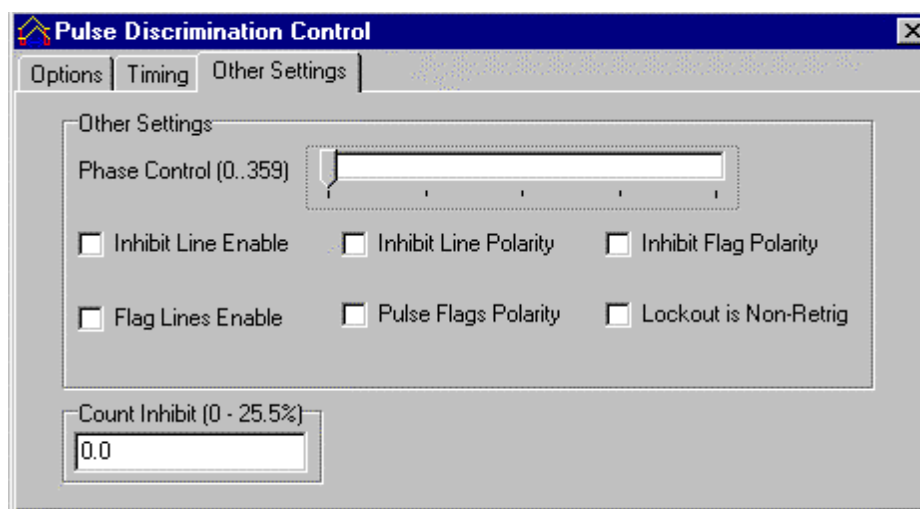 Pulse Discrimination Control
Options Timing Other Settings
Other Settings
Phase Control (0..359)
Inhibit Line Enable Inhibit Line Polarity Inhibit Flag Polarity
Flag Lines Enable Pulse Flags Polarity Lockout is Non-Retrig
Count Inhibit (0 - 25.5%)
0.0